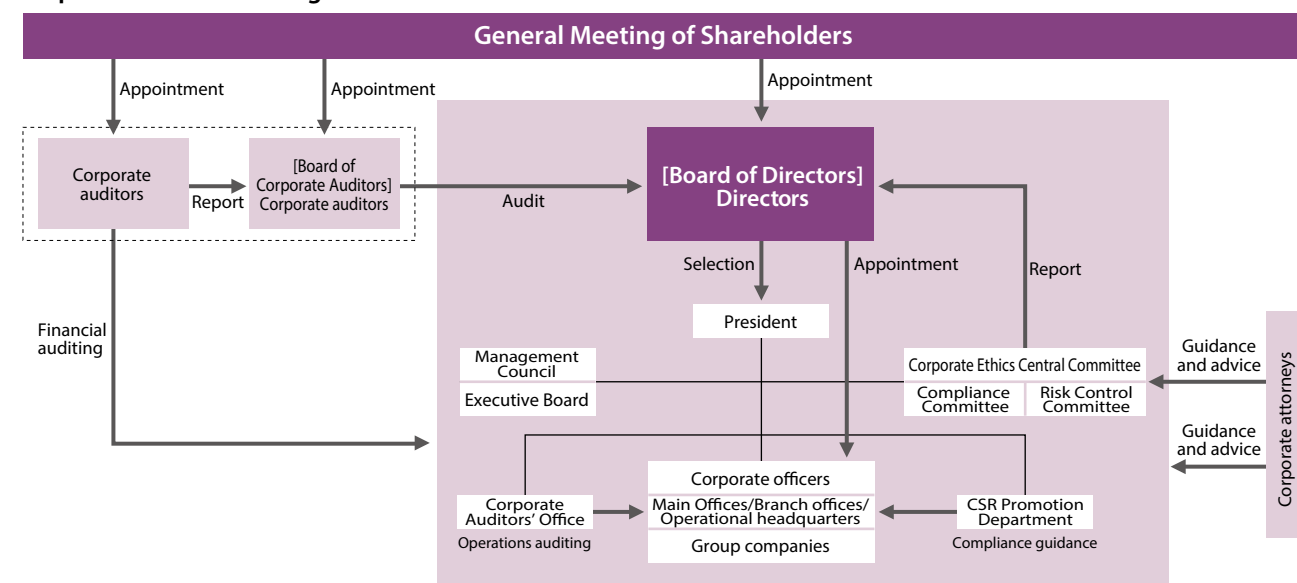 General Meeting of Shareholders
Appointment
Appointment
Appointment
Corporate
auditors
Report
[Board of
Corporate Auditors]
Corporate auditors
Audit
[Board of Directors]
Directors
Selection
Appointment
Report
Financial
auditing
President
Management
Council
Executive Board
Corporate Ethics Central Committee
Compliance
Committee
Risk Control
Committee
Guidance
and advice
Guidance
and advice
Corporate attorneys
Corporate officers
Main Offices/Branch offices/
Operational headquarters
Group companies
Corporate
Auditors’ Office
Operations auditing
CSR Promotion
Department
Compliance guidance